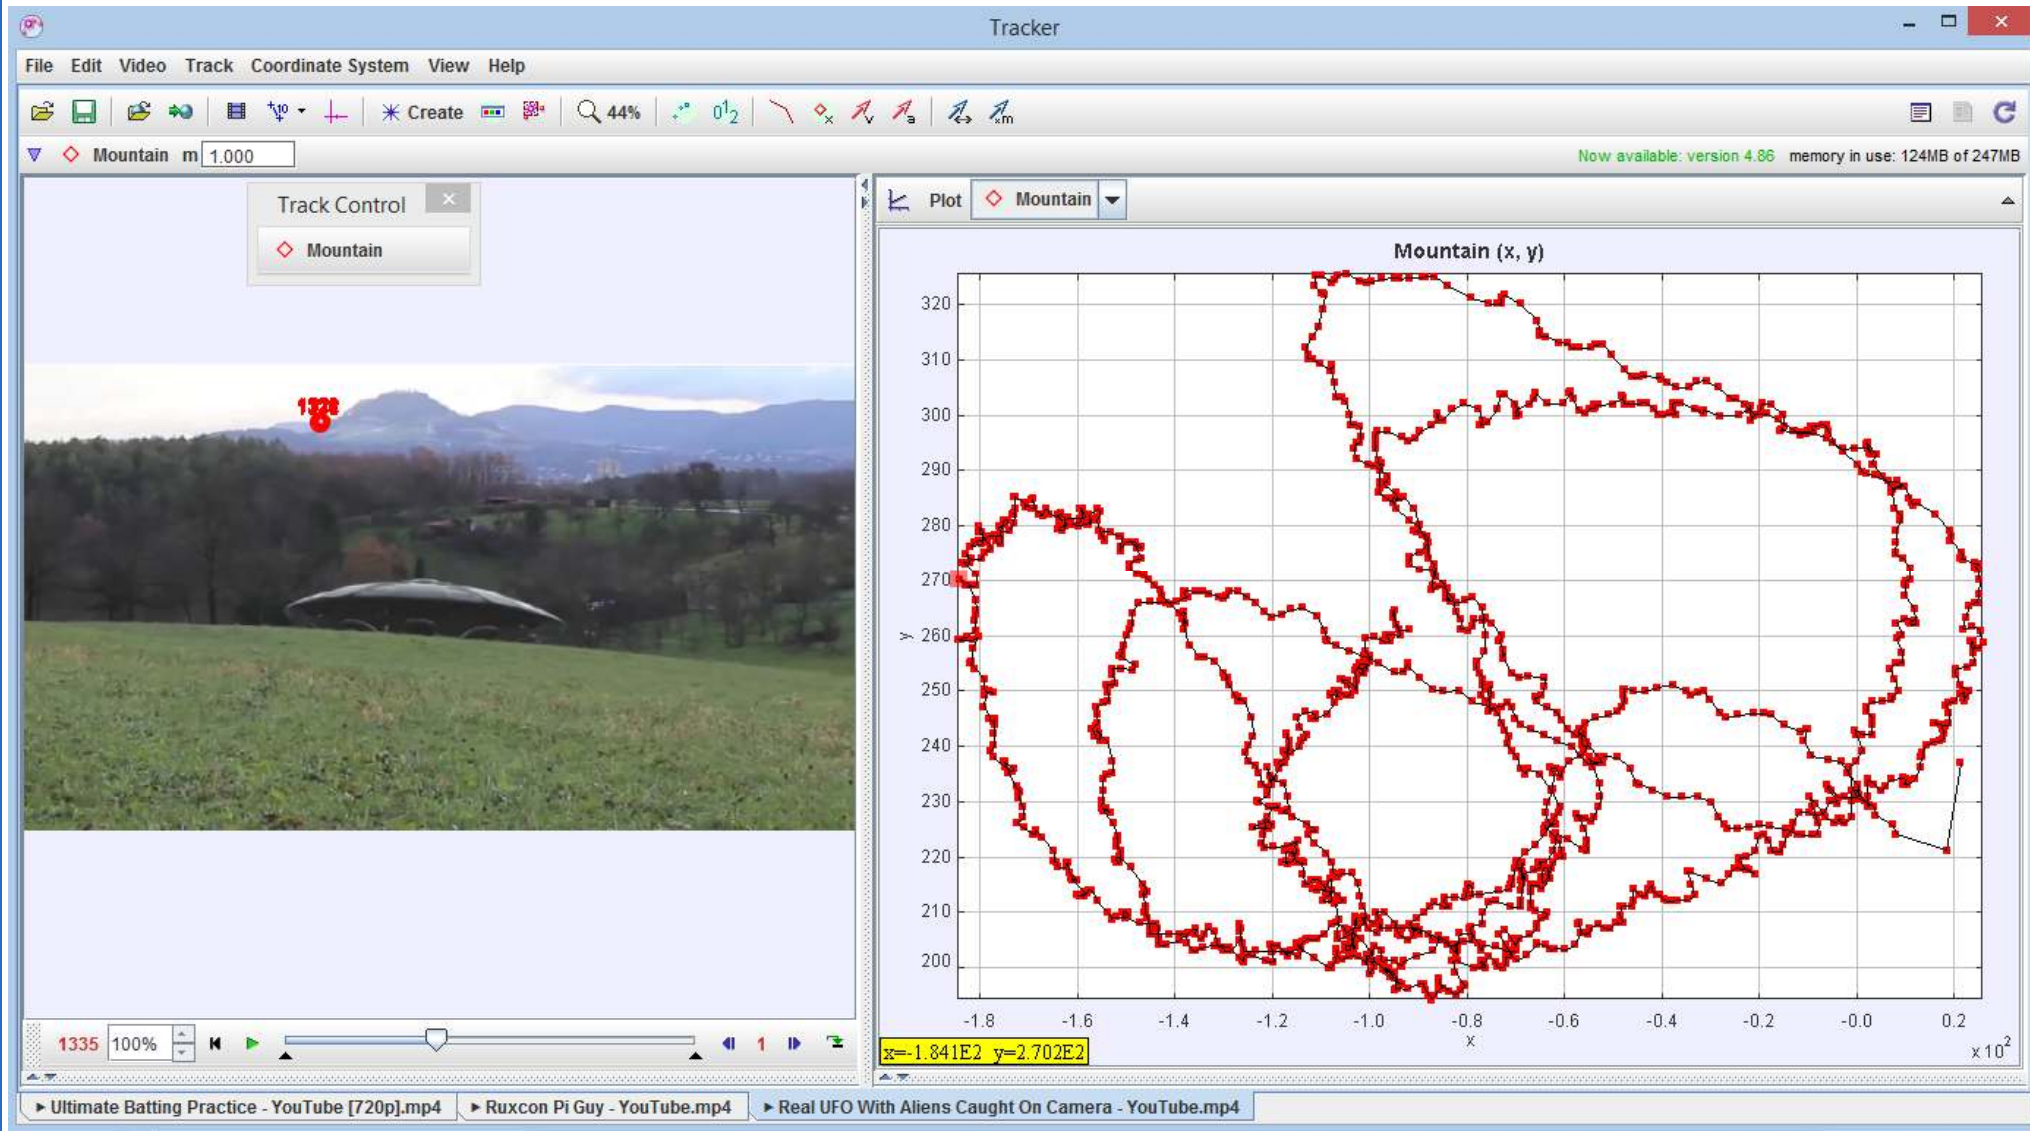 Tracker
File Edit Video Track Coordinate System View Help
Create 44%
Mountain m 1.000
Now available: version 4.86 memory in use: 124MB of 247MB
Track Control
Mountain
Plot Mountain
Mountain (x, y)
320
310
300
290
280
270
260
250
240
230
220
210
200
y
-1.8 -1.6 -1.4 -1.2 -1.0 -0.8 -0.6 -0.4 -0.2 -0.0 0.2
x
x 10²
x=-1.841E2 y=2.702E2
1335 100% 1
Ultimate Batting Practice - YouTube [720p].mp4 Ruxcon Pi Guy - YouTube.mp4 Real UFO With Aliens Caught On Camera - YouTube.mp4